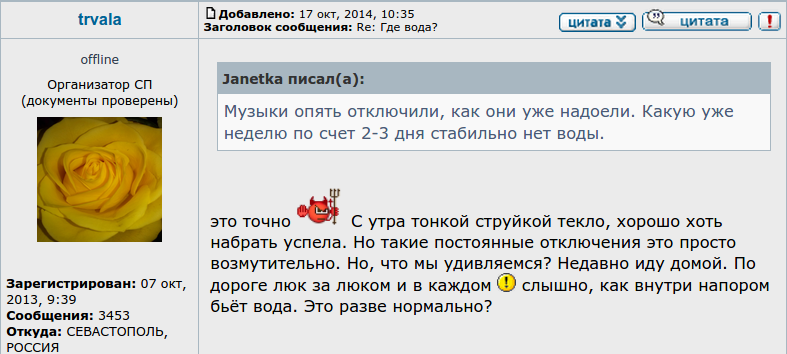 trvala
Добавлено: 17 окт, 2014, 10:35
Заголовок сообщения: Re: Где вода?
цитата
цитата
!
offline
Организатор СП
(документы проверены)
Зарегистрирован: 07 окт,
2013, 9:39
Сообщения: 3453
Откуда: СЕВАСТОПОЛЬ,
РОССИЯ
Janetka писал(а):
Музыки опять отключили, как они уже надоели. Какую уже
неделю по счет 2-3 дня стабильно нет воды.
это точно С утра тонкой струйкой текло, хорошо хоть
набрать успела. Но такие постоянные отключения это просто
возмутительно. Но, что мы удивляемся? Недавно иду домой. По
дороге люк за люком и в каждом ! слышно, как внутри напором
бьёт вода. Это разве нормально?